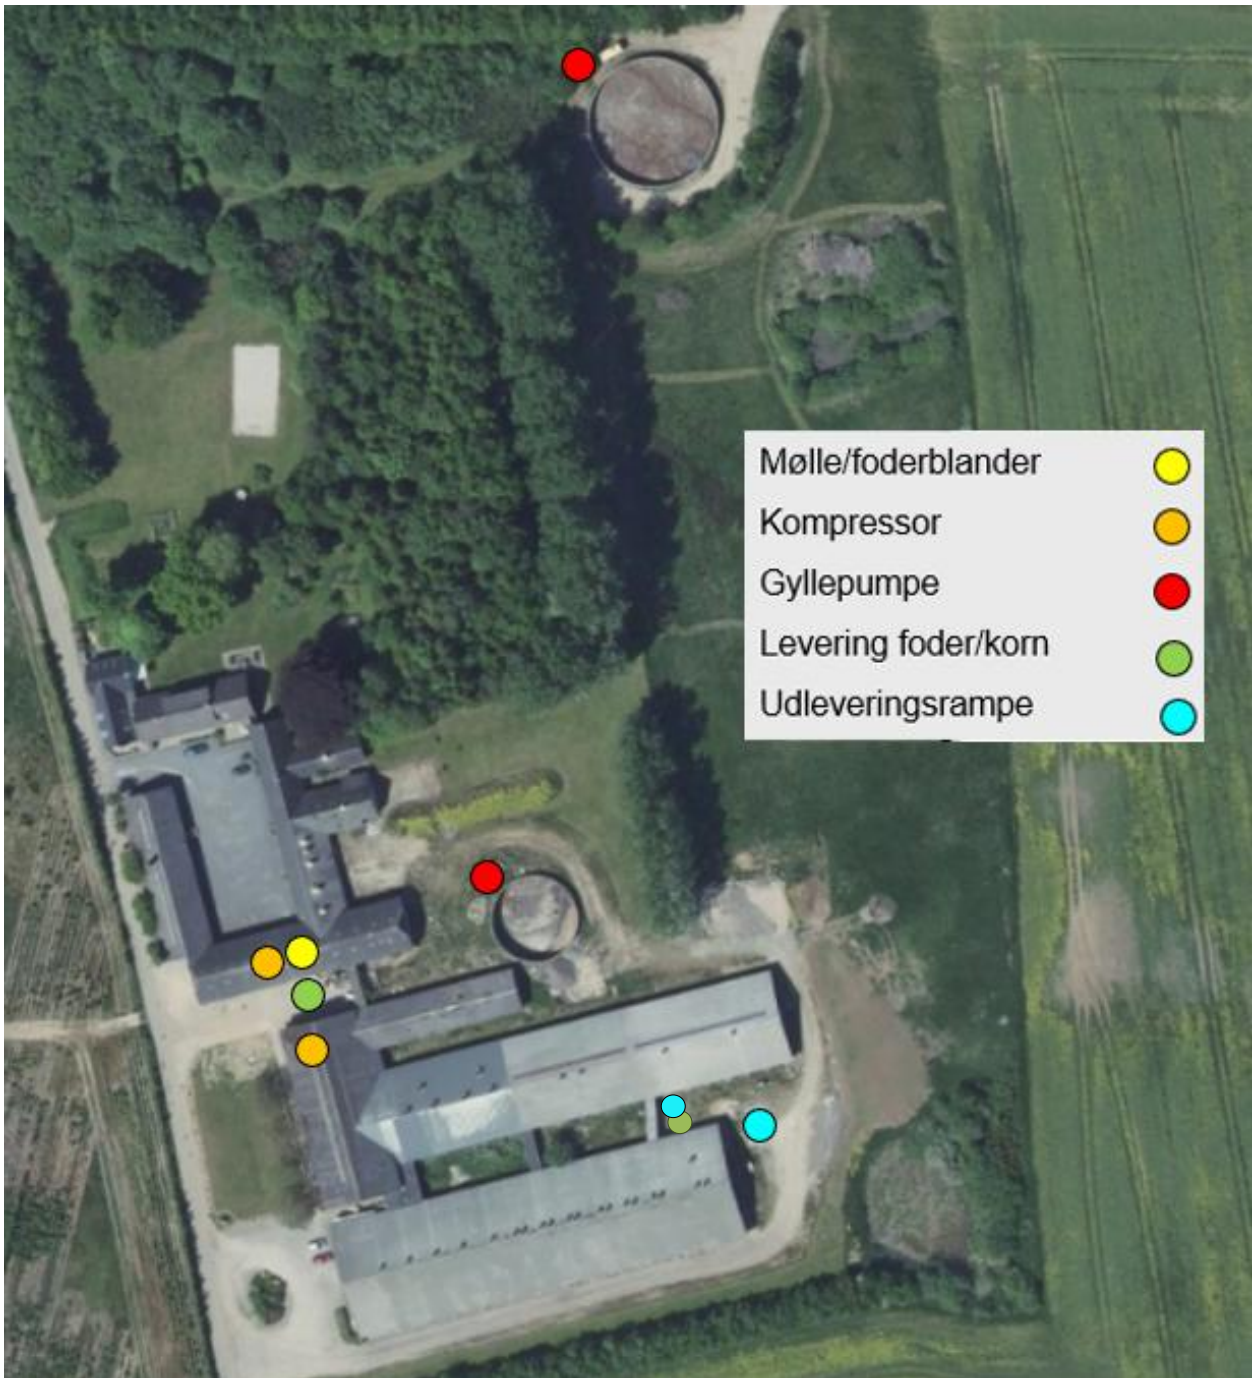 Mølle/foderblander
Kompressor
Gyllepumpe
Levering foder/korn
Udleveringsrampe